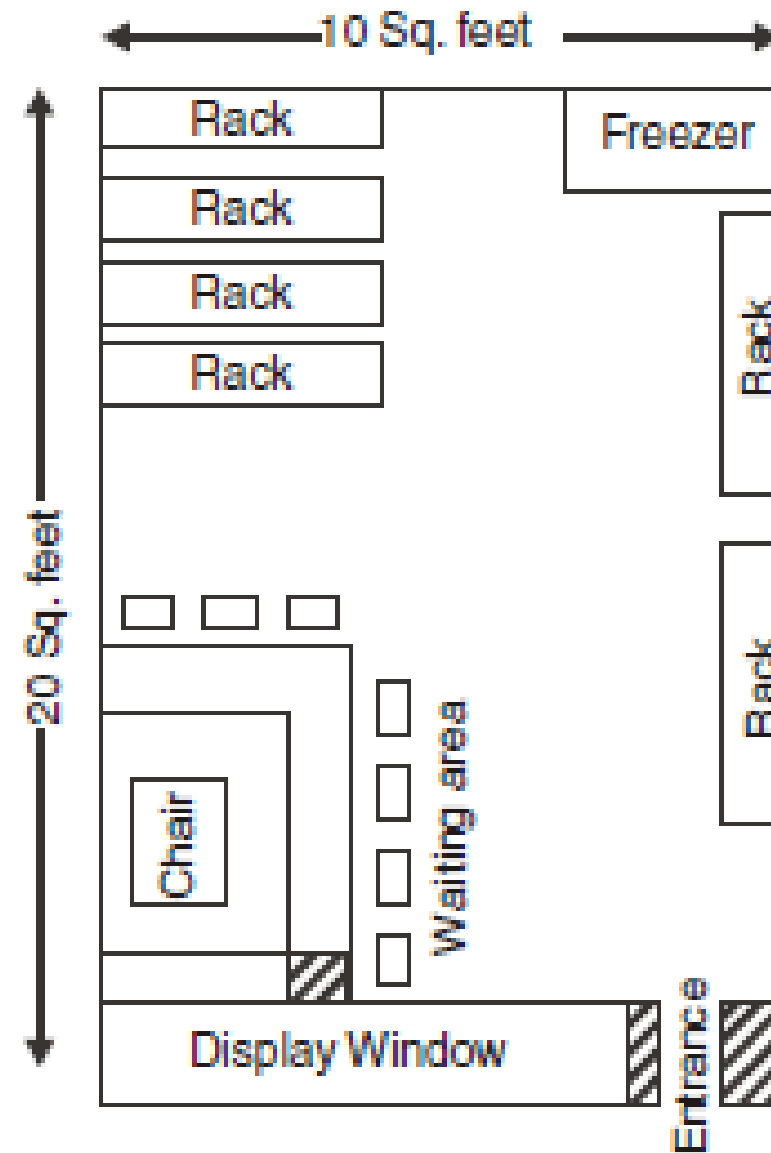 10 Sq. feet
Rack
Freezer
Rack
Rack
Rack
Rack
20 Sq. feet
Rack
Waiting area
Chair
Display Window
Entrance